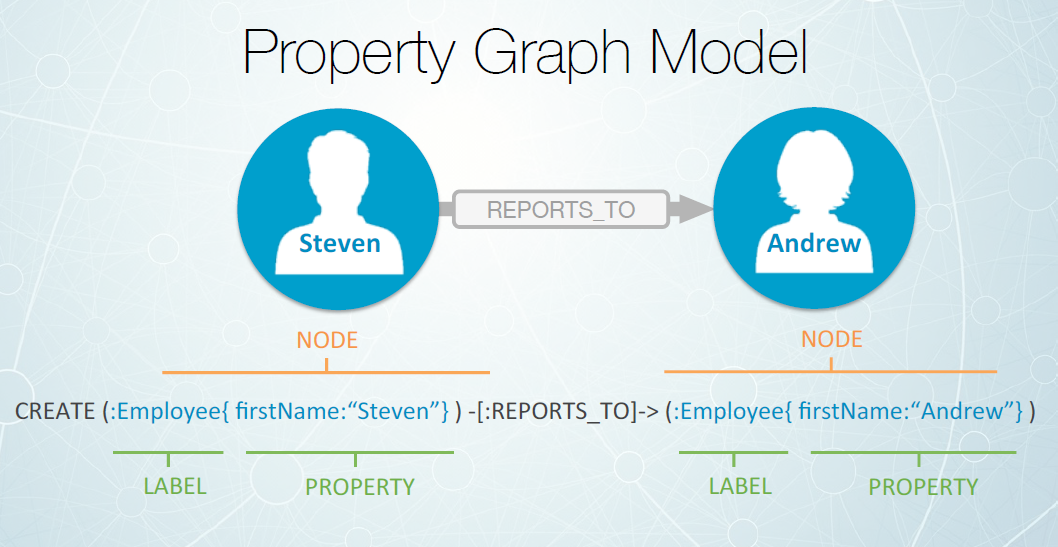 Property Graph Model
REPORTS_TO
Steven
Andrew
NODE
NODE
CREATE (:Employee{ firstName:“Steven”} ) -[:REPORTS_TO]-> (:Employee{ firstName:“Andrew”} )
LABEL
PROPERTY
LABEL
PROPERTY